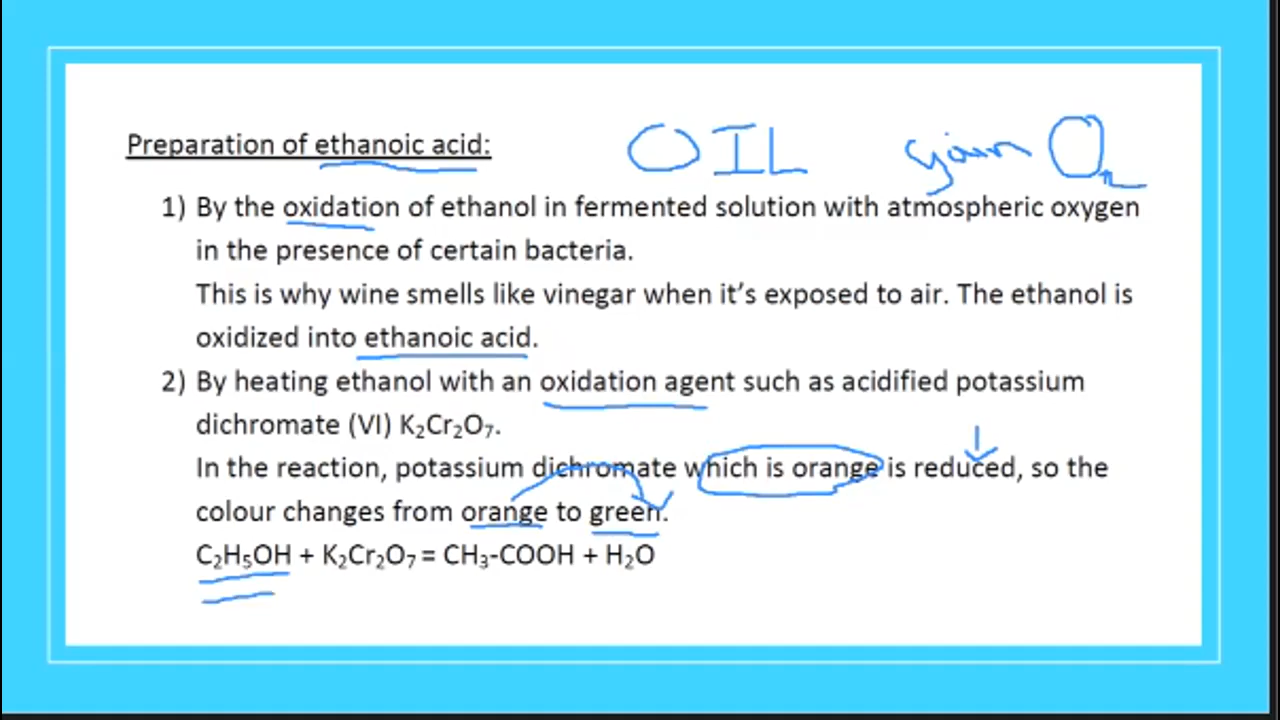 Preparation of ethanoic acid:
OIL gain O₂
1) By the oxidation of ethanol in fermented solution with atmospheric oxygen
in the presence of certain bacteria.
This is why wine smells like vinegar when it’s exposed to air. The ethanol is
oxidized into ethanoic acid.
2) By heating ethanol with an oxidation agent such as acidified potassium
dichromate (VI) K₂Cr₂O₇.
In the reaction, potassium dichromate which is orange is reduced, so the
colour changes from orange to green.
C₂H₅OH + K₂Cr₂O₇ = CH₃-COOH + H₂O